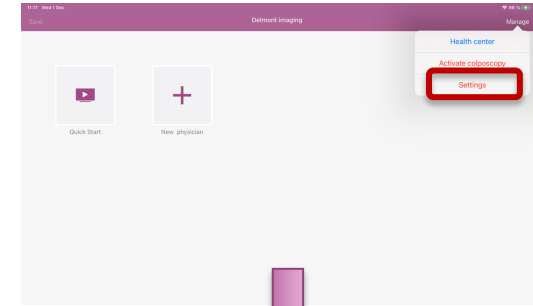 11:17 Wed 1 Dec
96 %
Save
Delmont imaging
Manage
Health center
Activate colposcopy
Settings
Quick Start
New physician